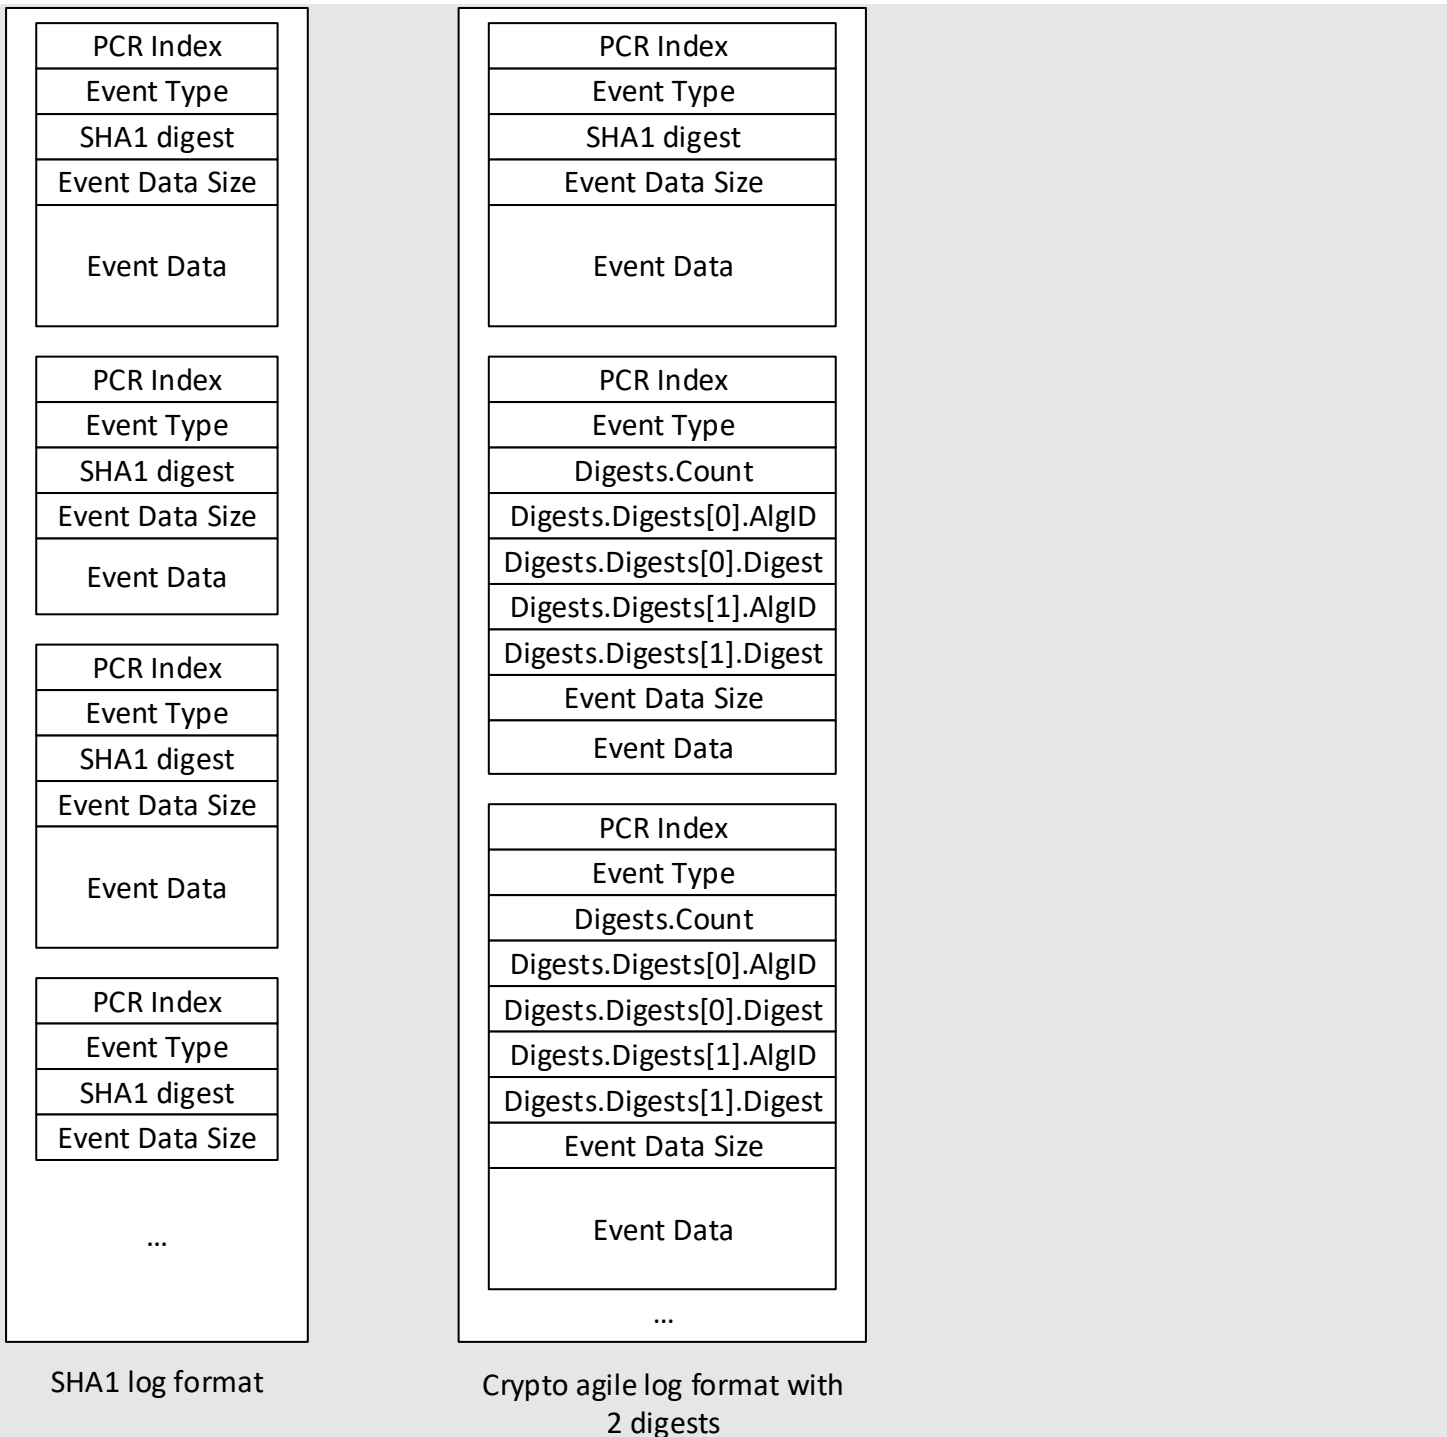 PCR Index
Event Type
SHA1 digest
Event Data Size
Event Data
PCR Index
Event Type
SHA1 digest
Event Data Size
Event Data
PCR Index
Event Type
SHA1 digest
Event Data Size
Event Data
PCR Index
Event Type
SHA1 digest
Event Data Size
...
SHA1 log format
PCR Index
Event Type
SHA1 digest
Event Data Size
Event Data
PCR Index
Event Type
Digests.Count
Digests.Digests[0].AlgID
Digests.Digests[0].Digest
Digests.Digests[1].AlgID
Digests.Digests[1].Digest
Event Data Size
Event Data
PCR Index
Event Type
Digests.Count
Digests.Digests[0].AlgID
Digests.Digests[0].Digest
Digests.Digests[1].AlgID
Digests.Digests[1].Digest
Event Data Size
Event Data
...
Crypto agile log format with
2 digests